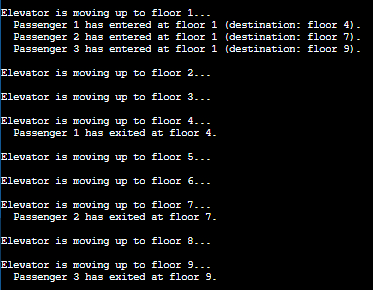 Elevator is moving up to floor 1...
Passenger 1 has entered at floor 1 (destination: floor 4).
Passenger 2 has entered at floor 1 (destination: floor 7).
Passenger 3 has entered at floor 1 (destination: floor 9).
Elevator is moving up to floor 2...
Elevator is moving up to floor 3...
Elevator is moving up to floor 4...
Passenger 1 has exited at floor 4.
Elevator is moving up to floor 5...
Elevator is moving up to floor 6...
Elevator is moving up to floor 7...
Passenger 2 has exited at floor 7.
Elevator is moving up to floor 8...
Elevator is moving up to floor 9...
Passenger 3 has exited at floor 9.